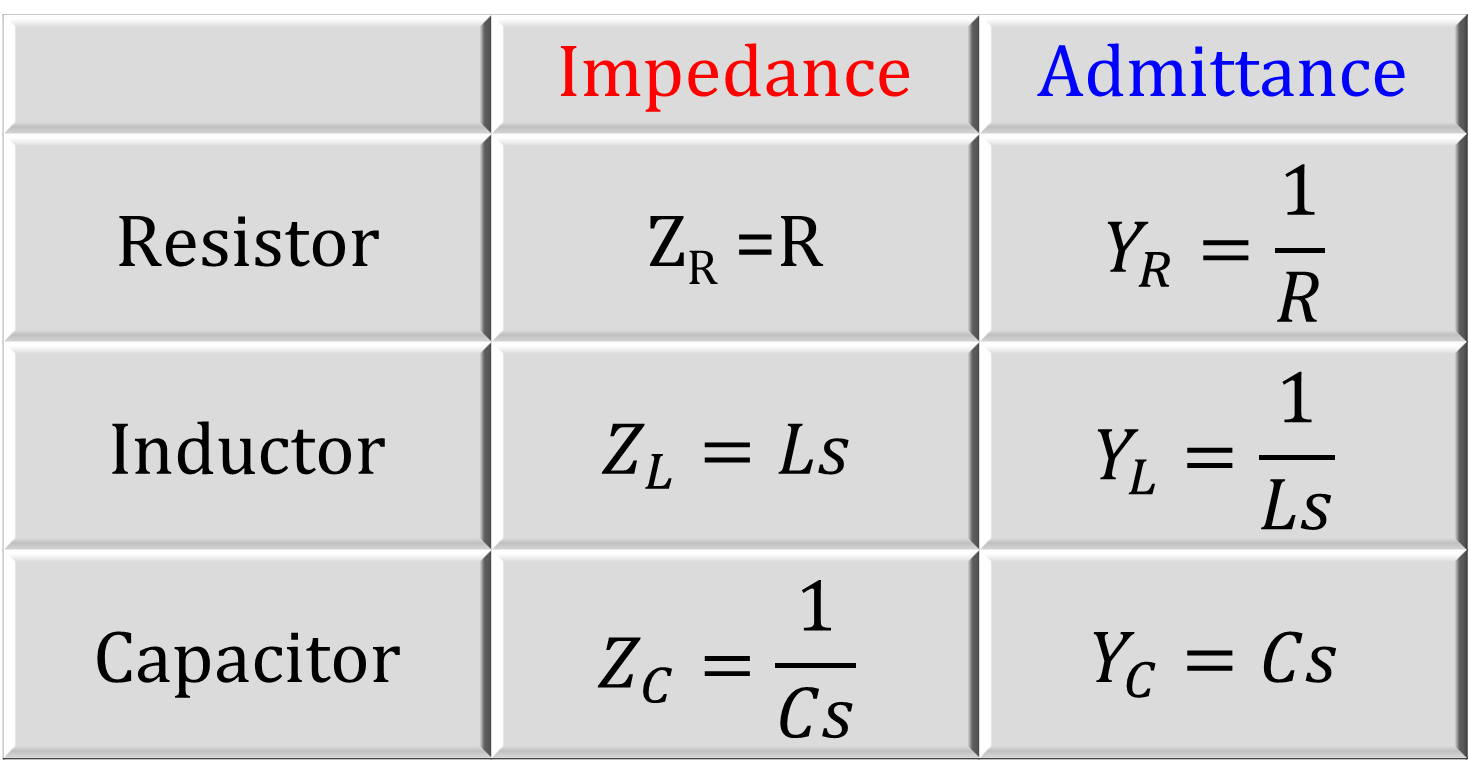 Impedance Admittance
Resistor Z_R =R Y_R = 1/R
Inductor Z_L = Ls Y_L = 1/Ls
Capacitor Z_C = 1/Cs Y_C = Cs